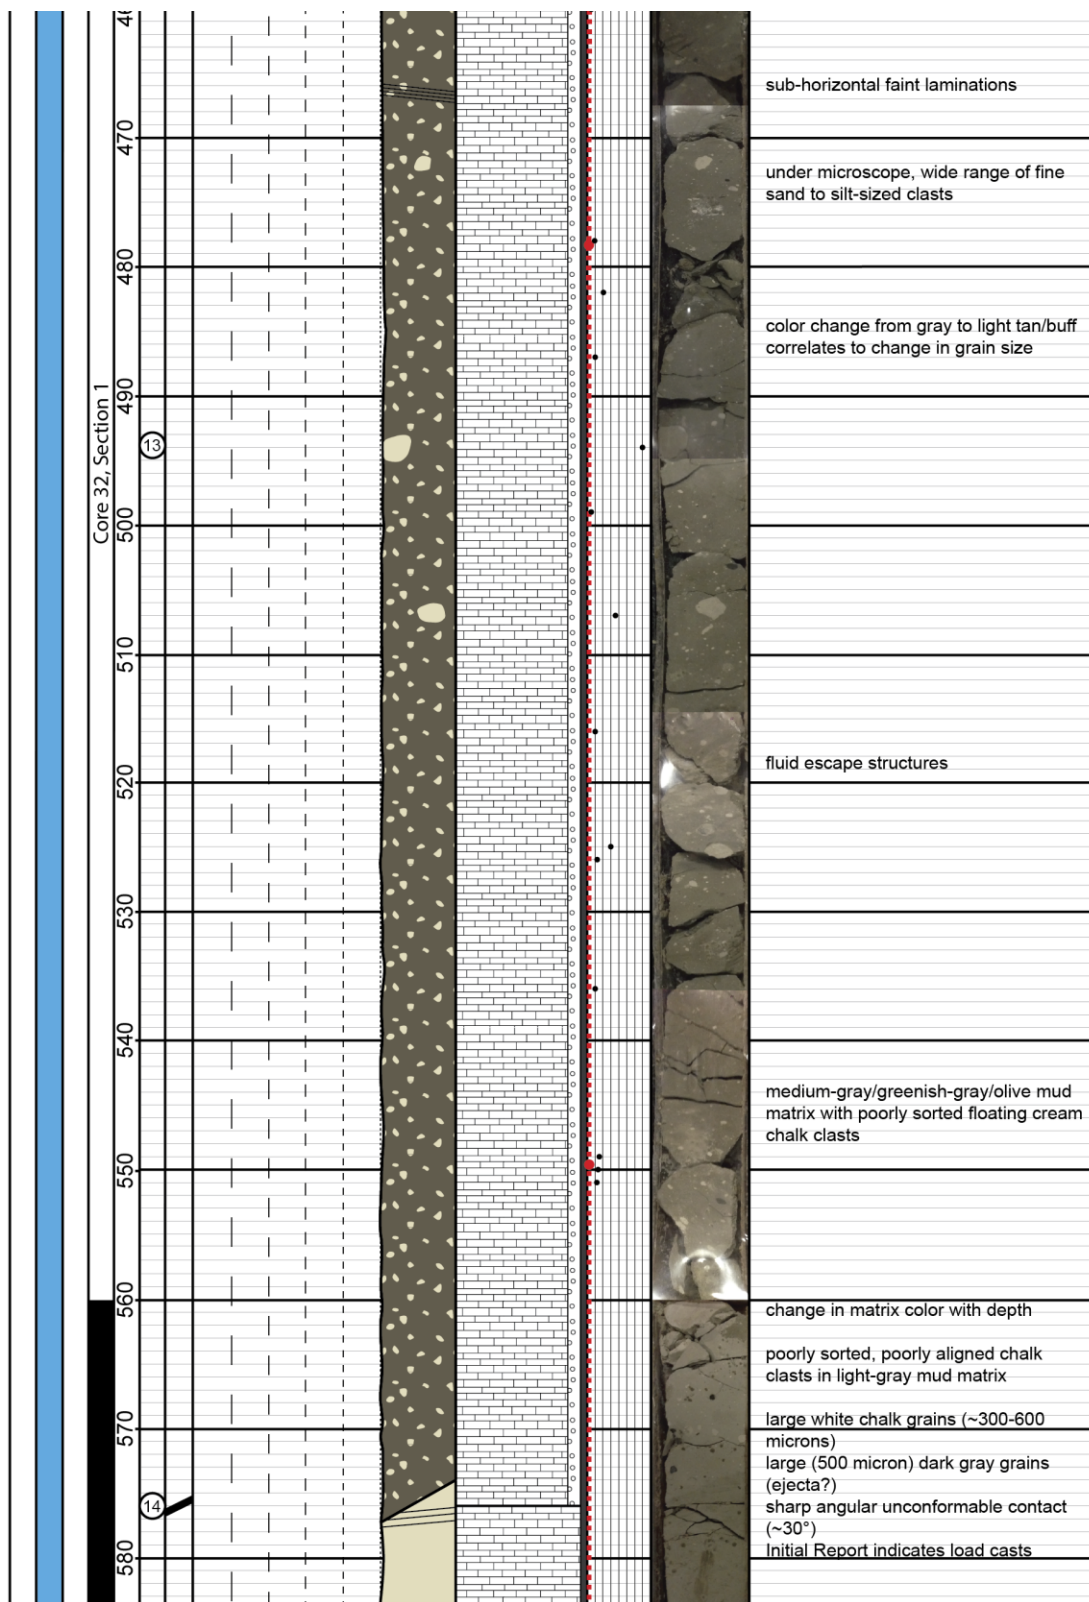 46
sub-horizontal faint laminations
470
under microscope, wide range of fine
sand to silt-sized clasts
480
color change from gray to light tan/buff
correlates to change in grain size
490
Core 32, Section 1
13
500
510
fluid escape structures
520
530
540
medium-gray/greenish-gray/olive mud
matrix with poorly sorted floating cream
chalk clasts
550
560
change in matrix color with depth
poorly sorted, poorly aligned chalk
clasts in light-gray mud matrix
large white chalk grains (~300-600
570
microns)
large (500 micron) dark gray grains
(ejecta?)
14
sharp angular unconformable contact
(~30°)
Initial Report indicates load casts
580